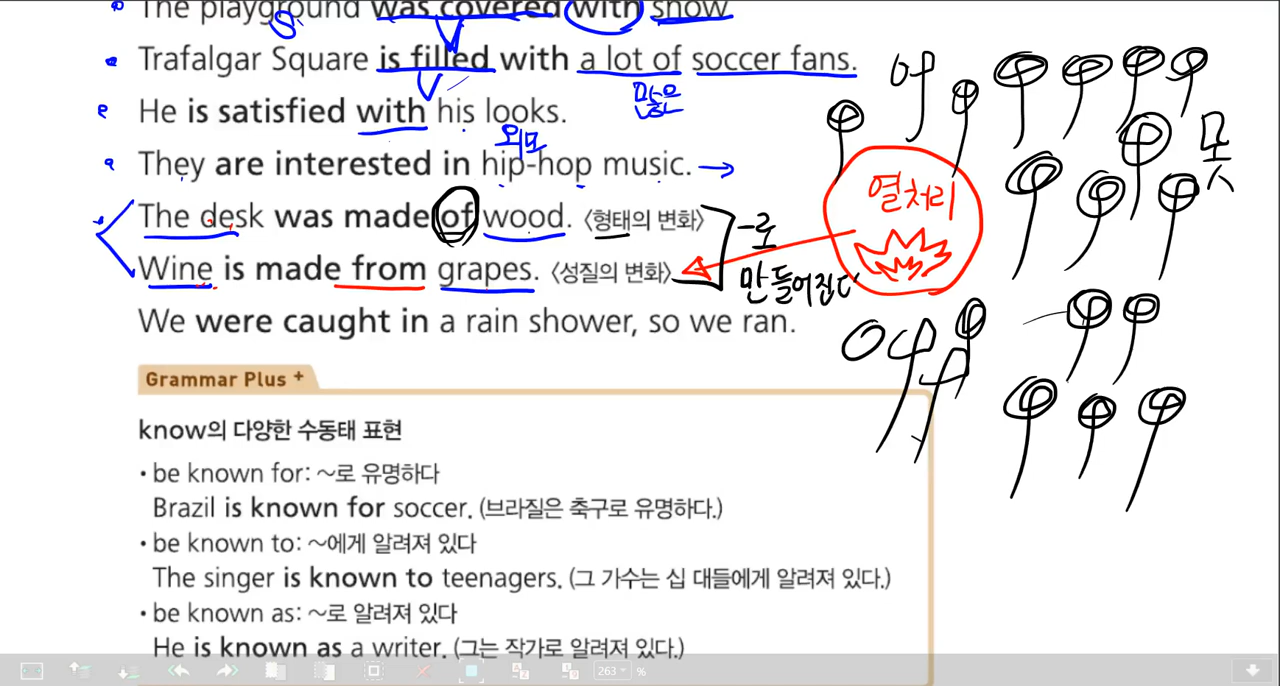 The playground was covered with snow
Trafalgar Square is filled with a lot of soccer fans.
많은
He is satisfied with his looks.
외모
They are interested in hip-hop music.
The desk was made of wood. <형태의 변화>
Wine is made from grapes. <성질의 변화>
-로
만들어진다
열처리
못
We were caught in a rain shower, so we ran.
Grammar Plus +
know의 다양한 수동태 표현
• be known for: ~로 유명하다
Brazil is known for soccer. (브라질은 축구로 유명하다.)
• be known to: ~에게 알려져 있다
The singer is known to teenagers. (그 가수는 십 대들에게 알려져 있다.)
• be known as: ~로 알려져 있다
He is known as a writer. (그는 작가로 알려져 있다.)
263 %